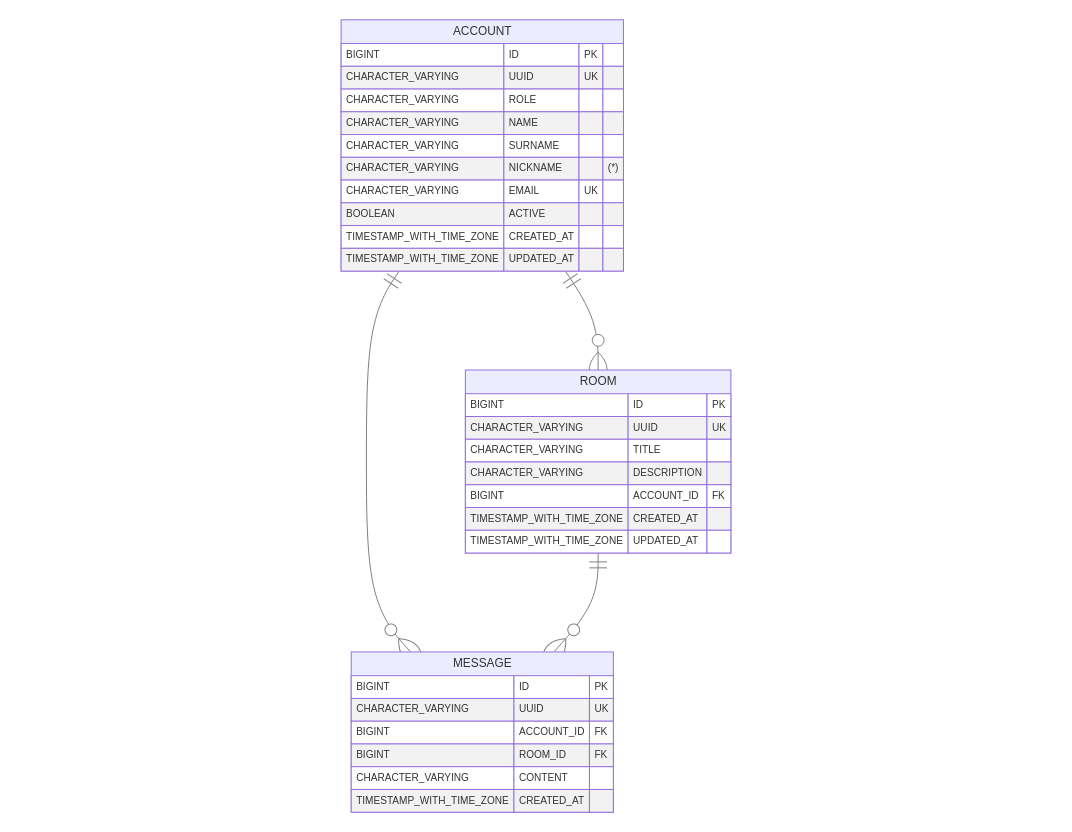 ACCOUNT
BIGINT ID PK
CHARACTER_VARYING UUID UK
CHARACTER_VARYING ROLE
CHARACTER_VARYING NAME
CHARACTER_VARYING SURNAME
CHARACTER_VARYING NICKNAME (*)
CHARACTER_VARYING EMAIL UK
BOOLEAN ACTIVE
TIMESTAMP_WITH_TIME_ZONE CREATED_AT
TIMESTAMP_WITH_TIME_ZONE UPDATED_AT
ROOM
BIGINT ID PK
CHARACTER_VARYING UUID UK
CHARACTER_VARYING TITLE
CHARACTER_VARYING DESCRIPTION
BIGINT ACCOUNT_ID FK
TIMESTAMP_WITH_TIME_ZONE CREATED_AT
TIMESTAMP_WITH_TIME_ZONE UPDATED_AT
MESSAGE
BIGINT ID PK
CHARACTER_VARYING UUID UK
BIGINT ACCOUNT_ID FK
BIGINT ROOM_ID FK
CHARACTER_VARYING CONTENT
TIMESTAMP_WITH_TIME_ZONE CREATED_AT